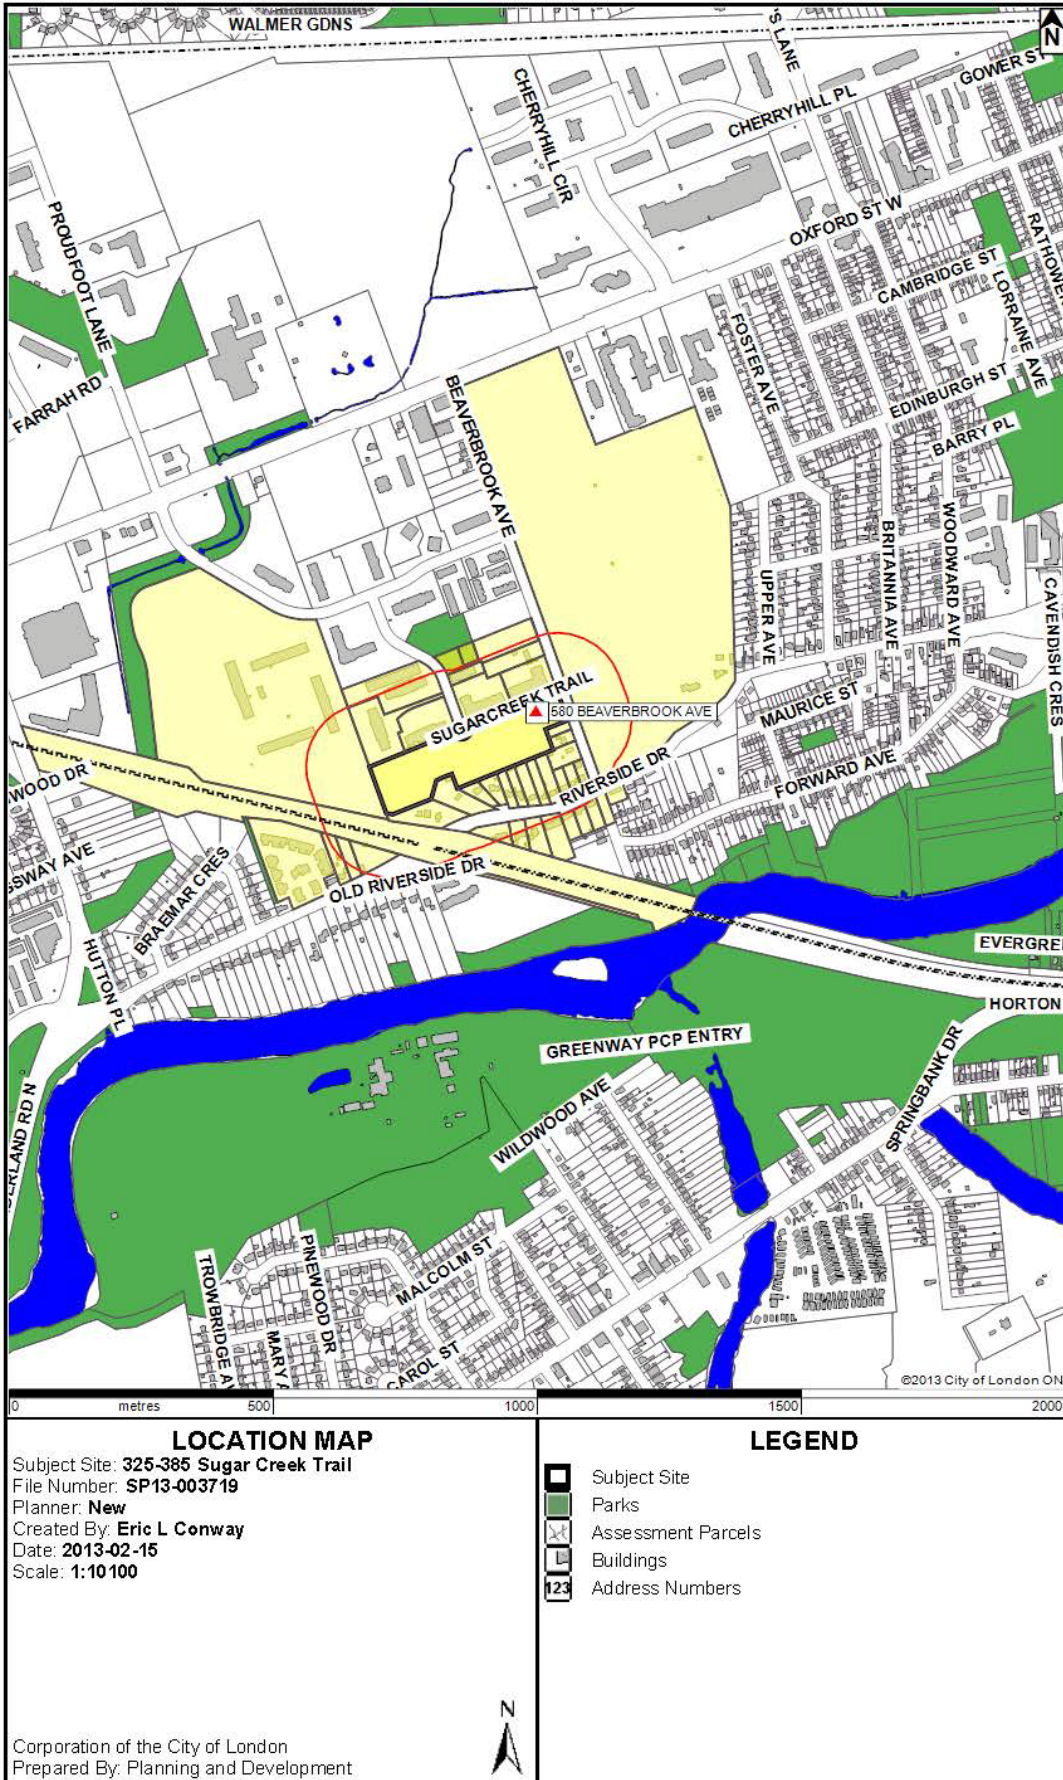 WALMER GDNS
'S LANE
N
GOWER ST
CHERRYHILL CIR
CHERRYHILL PL
PROUDFOOT LANE
OXFORD ST W
RATHOWE
CAMBRIDGE ST
LORRAINE AVE
FOSTER AVE
FARRAH RD
BEAVERBROOK AVE
EDINBURGH ST
BARRY PL
WOODWARD AVE
BRITANNIA AVE
UPPER AVE
CAVENDISH CRES
SUGARCREEK TRAIL
580 BEAVERBROOK AVE
MAURICE ST
RIVERSIDE DR
FORWARD AVE
WOOD DR
GSWAY AVE
BRAEMAR CRES
OLD RIVERSIDE DR
HUTTON PL
EVERGRE
HORTON
GREENWAY PCP ENTRY
SPRINGBANK DR
WILDWOOD AVE
ERLAND RD N
MALCOLM ST
PINEWOOD DR
TROWBRIDGE AV
MARY A
CAROL ST
©2013 City of London ON
0 metres 500 1000 1500 2000
LOCATION MAP
Subject Site: 325-385 Sugar Creek Trail
File Number: SP13-003719
Planner: New
Created By: Eric L Conway
Date: 2013-02-15
Scale: 1:10100
N
Corporation of the City of London
Prepared By: Planning and Development
LEGEND
Subject Site
Parks
Assessment Parcels
Buildings
123 Address Numbers